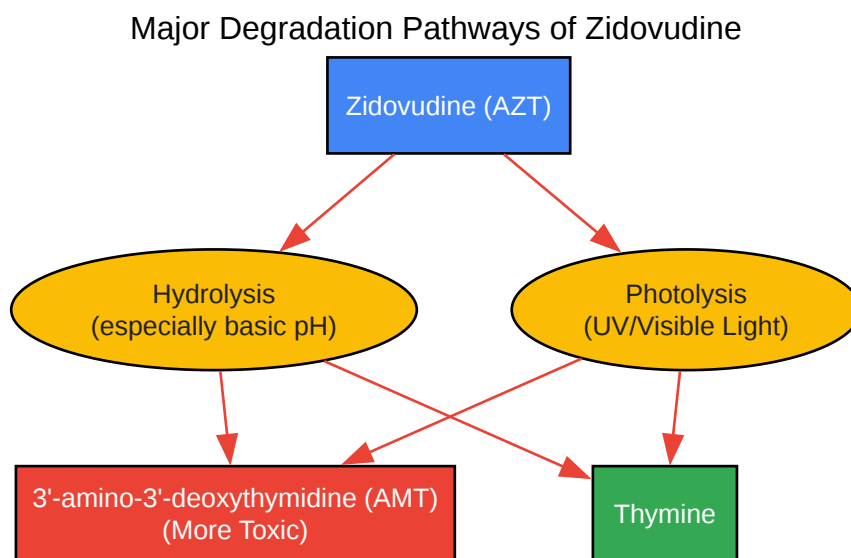 Major Degradation Pathways of Zidovudine
Zidovudine (AZT)
Hydrolysis
(especially basic pH)
Photolysis
(UV/Visible Light)
3'-amino-3'-deoxythymidine (AMT)
(More Toxic)
Thymine